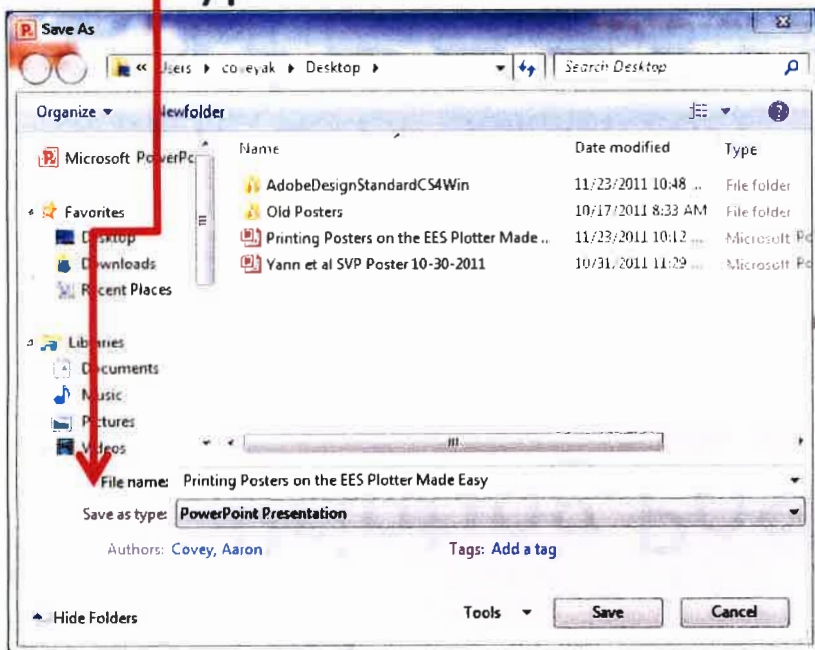 Save As
« Users ▸ coveyak ▸ Desktop ▸
Search Desktop
Organize ▾ Newfolder
Name Date modified Type
Microsoft PowerPo
AdobeDesignStandardCS4Win 11/23/2011 10:48 ... File folder
Favorites
Old Posters 10/17/2011 8:33 AM File folder
Desktop
Printing Posters on the EES Plotter Made .. 11/23/2011 10:12 ... Microsoft Po
Downloads
Yann et al SVP Poster 10-30-2011 10/31/2011 11:29 ... Microsoft Po
Recent Places
Libraries
Documents
Music
Pictures
Videos
File name: Printing Posters on the EES Plotter Made Easy
Save as type: PowerPoint Presentation
Authors: Covey, Aaron Tags: Add a tag
Hide Folders Tools ▾ Save Cancel